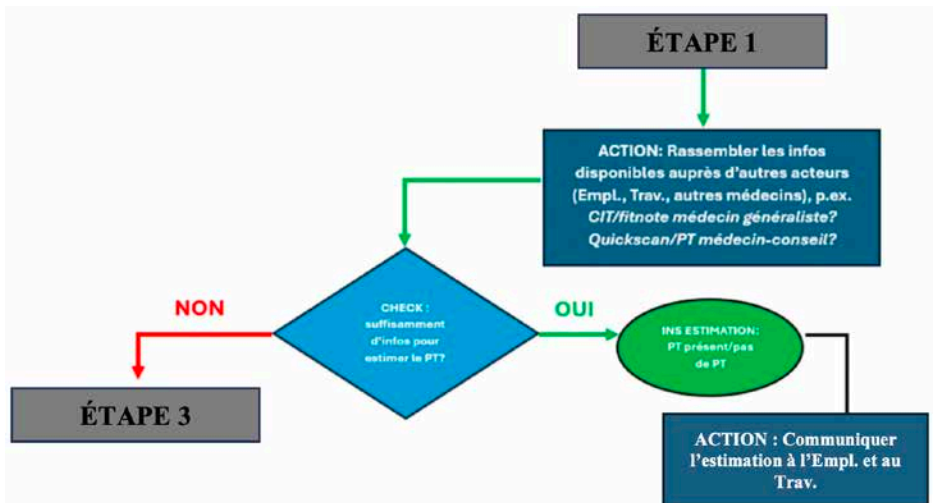 ÉTAPE 1
ACTION: Rassembler les infos
disponibles auprès d'autres acteurs
(Empl., Trav., autres médecins), p.ex.
CIT/fitnote médecin généraliste?
Quickscan/PT médecin-conseil?
CHECK :
suffisamment
d'infos pour
estimer le PT?
NON
OUI
INS ESTIMATION:
PT présent/pas
de PT
ÉTAPE 3
ACTION : Communiquer
l'estimation à l'Empl. et au
Trav.